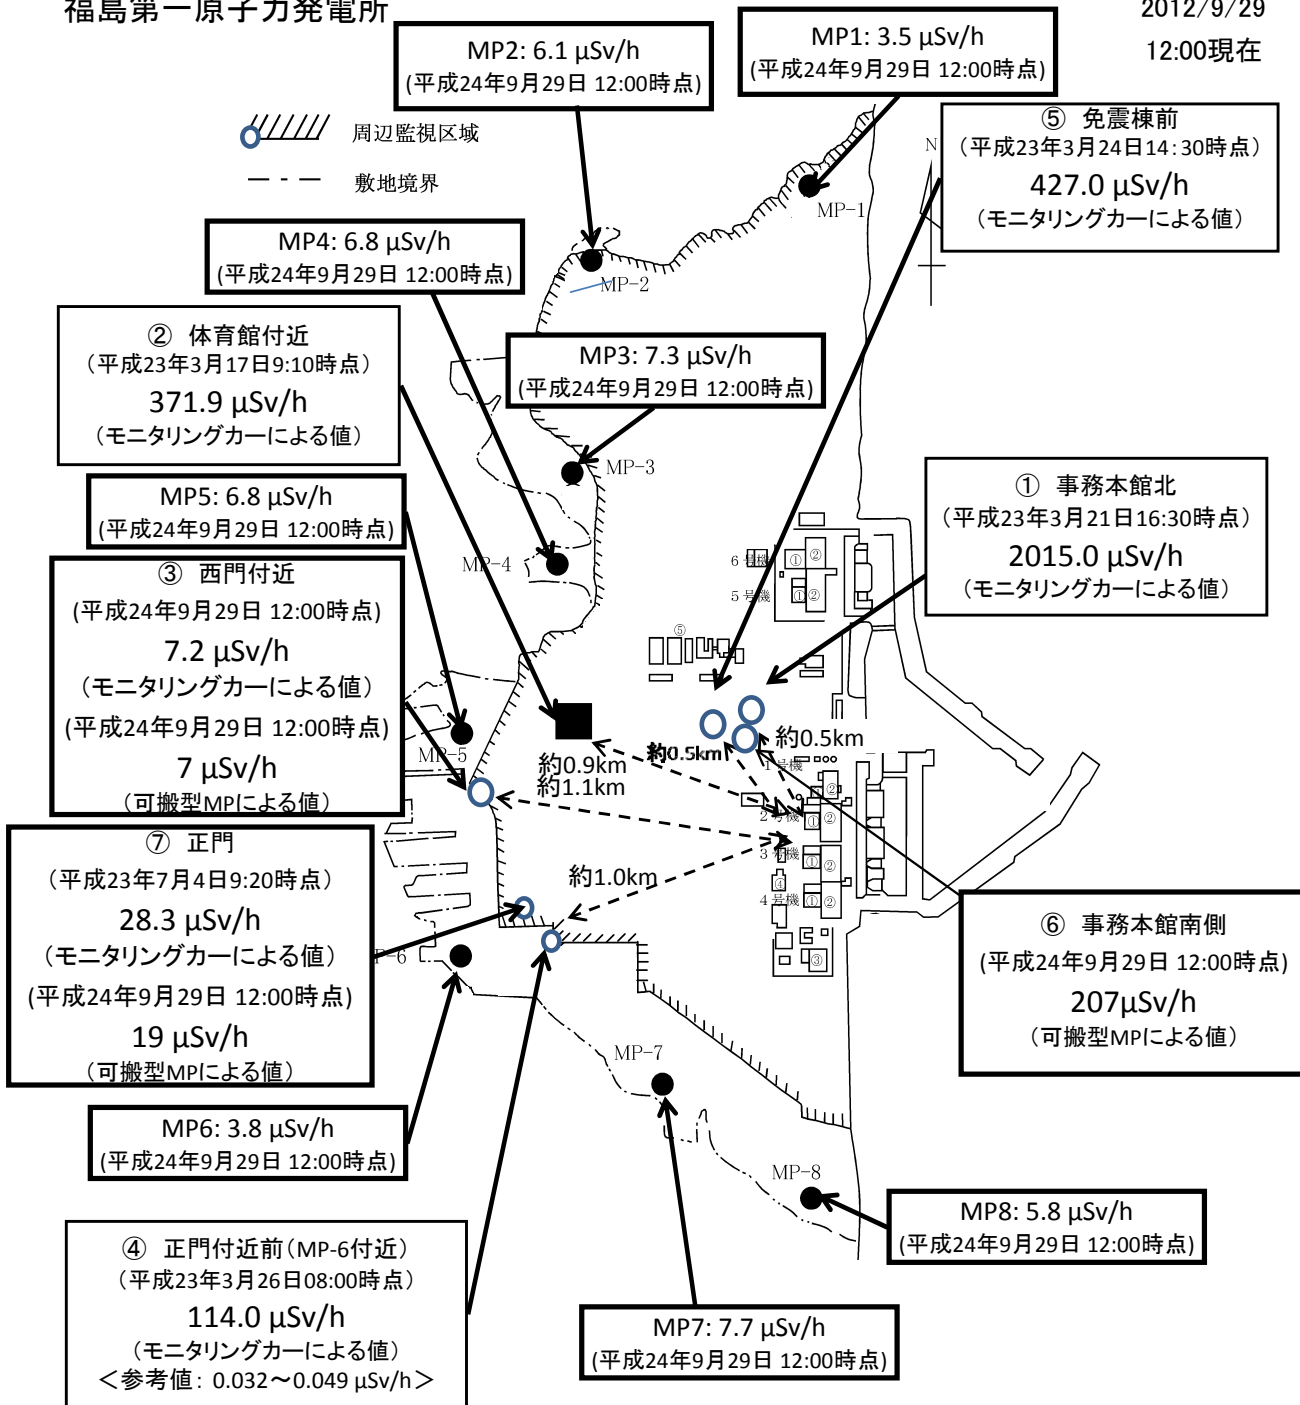 福島第一原子力発電所
2012/9/29
12:00現在
MP2: 6.1 µSv/h
(平成24年9月29日 12:00時点)
MP1: 3.5 µSv/h
(平成24年9月29日 12:00時点)
周辺監視区域
敷地境界
⑤ 免震棟前
(平成23年3月24日14:30時点)
427.0 µSv/h
(モニタリングカーによる値)
N
MP-1
MP4: 6.8 µSv/h
(平成24年9月29日 12:00時点)
MP-2
② 体育館付近
(平成23年3月17日9:10時点)
371.9 µSv/h
(モニタリングカーによる値)
MP3: 7.3 µSv/h
(平成24年9月29日 12:00時点)
MP-3
MP5: 6.8 µSv/h
(平成24年9月29日 12:00時点)
① 事務本館北
(平成23年3月21日16:30時点)
2015.0 µSv/h
(モニタリングカーによる値)
MP-4
6号機
① ②
5号機
① ②
③ 西門付近
(平成24年9月29日 12:00時点)
7.2 µSv/h
(モニタリングカーによる値)
(平成24年9月29日 12:00時点)
7 µSv/h
(可搬型MPによる値)
⑤
MP-5
約0.9km
約1.1km
約0.5km
約0.5km
1号機
②
2号機
① ②
3号機
① ②
④
4号機
① ②
③
約1.0km
⑦ 正門
(平成23年7月4日9:20時点)
28.3 µSv/h
(モニタリングカーによる値)
(平成24年9月29日 12:00時点)
19 µSv/h
(可搬型MPによる値)
P-6
⑥ 事務本館南側
(平成24年9月29日 12:00時点)
207µSv/h
(可搬型MPによる値)
MP-7
MP6: 3.8 µSv/h
(平成24年9月29日 12:00時点)
MP-8
MP8: 5.8 µSv/h
(平成24年9月29日 12:00時点)
④ 正門付近前(MP-6付近)
(平成23年3月26日08:00時点)
114.0 µSv/h
(モニタリングカーによる値)
＜参考値: 0.032～0.049 µSv/h＞
MP7: 7.7 µSv/h
(平成24年9月29日 12:00時点)